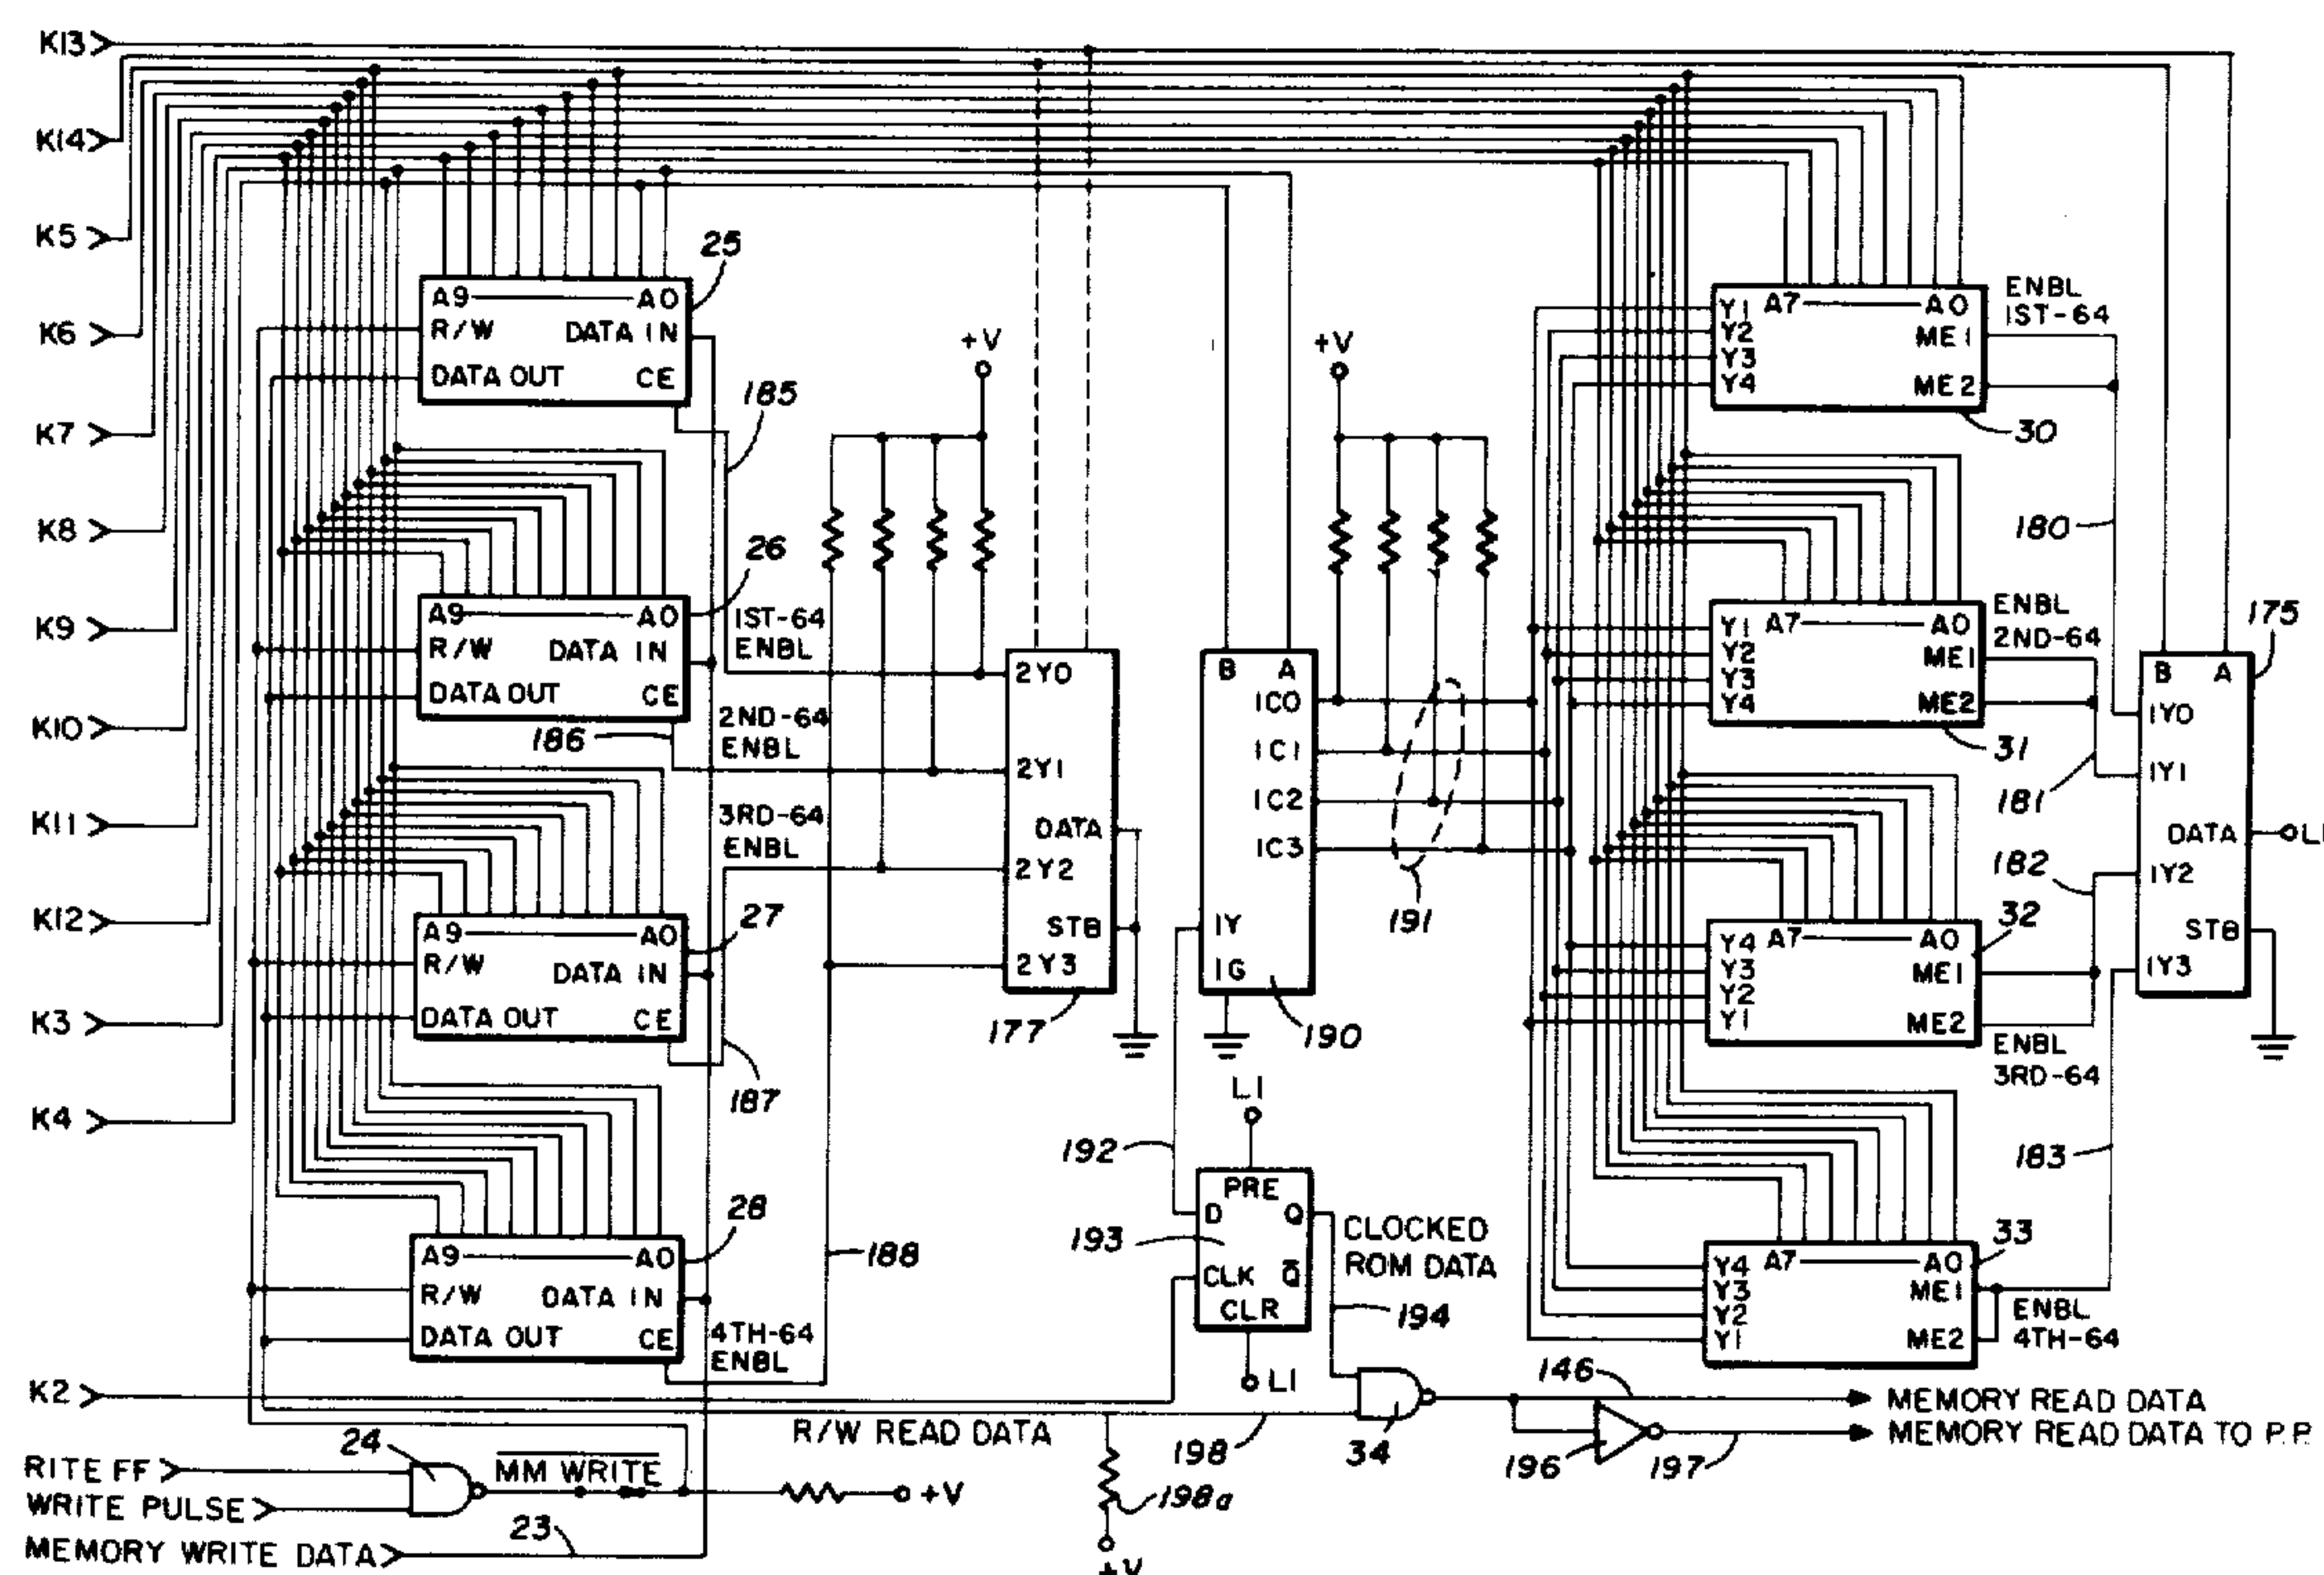 K13
K14
K5
K6
K7
K8
K9
K10
K11
K12
K3
K4
K2
RITE FF
WRITE PULSE
MEMORY WRITE DATA
24
23
MM WRITE
+V
25
A9 A0
R/W DATA IN
DATA OUT CE
185
26
A9 A0
R/W DATA IN
DATA OUT CE
186
1ST-64
ENBL
2ND-64
ENBL
3RD-64
ENBL
27
A9 A0
R/W DATA IN
DATA OUT CE
187
28
A9 A0
R/W DATA IN
DATA OUT CE
4TH-64
ENBL
188
+V
2Y0
2Y1
DATA
2Y2
STB
2Y3
177
+V
B A
1C0
1C1
1C2
1C3
1Y
1G
190
191
192
L1
PRE
D Q
193
CLK Q̅
CLR
L1
CLOCKED
ROM DATA
194
R/W READ DATA
198
198a
+V
34
146
196
197
MEMORY READ DATA
MEMORY READ DATA TO P.P.
Y1 A7 A0
Y2 ME1
Y3
Y4 ME2
ENBL
1ST-64
30
180
Y1 A7 A0
Y2 ME1
Y3
Y4 ME2
ENBL
2ND-64
31
181
Y4 A7 A0
Y3 ME1
Y2
Y1 ME2
32
182
ENBL
3RD-64
183
Y4 A7 A0
Y3 ME1
Y2
Y1 ME2
33
ENBL
4TH-64
175
B A
1Y0
1Y1
DATA
1Y2
STB
1Y3